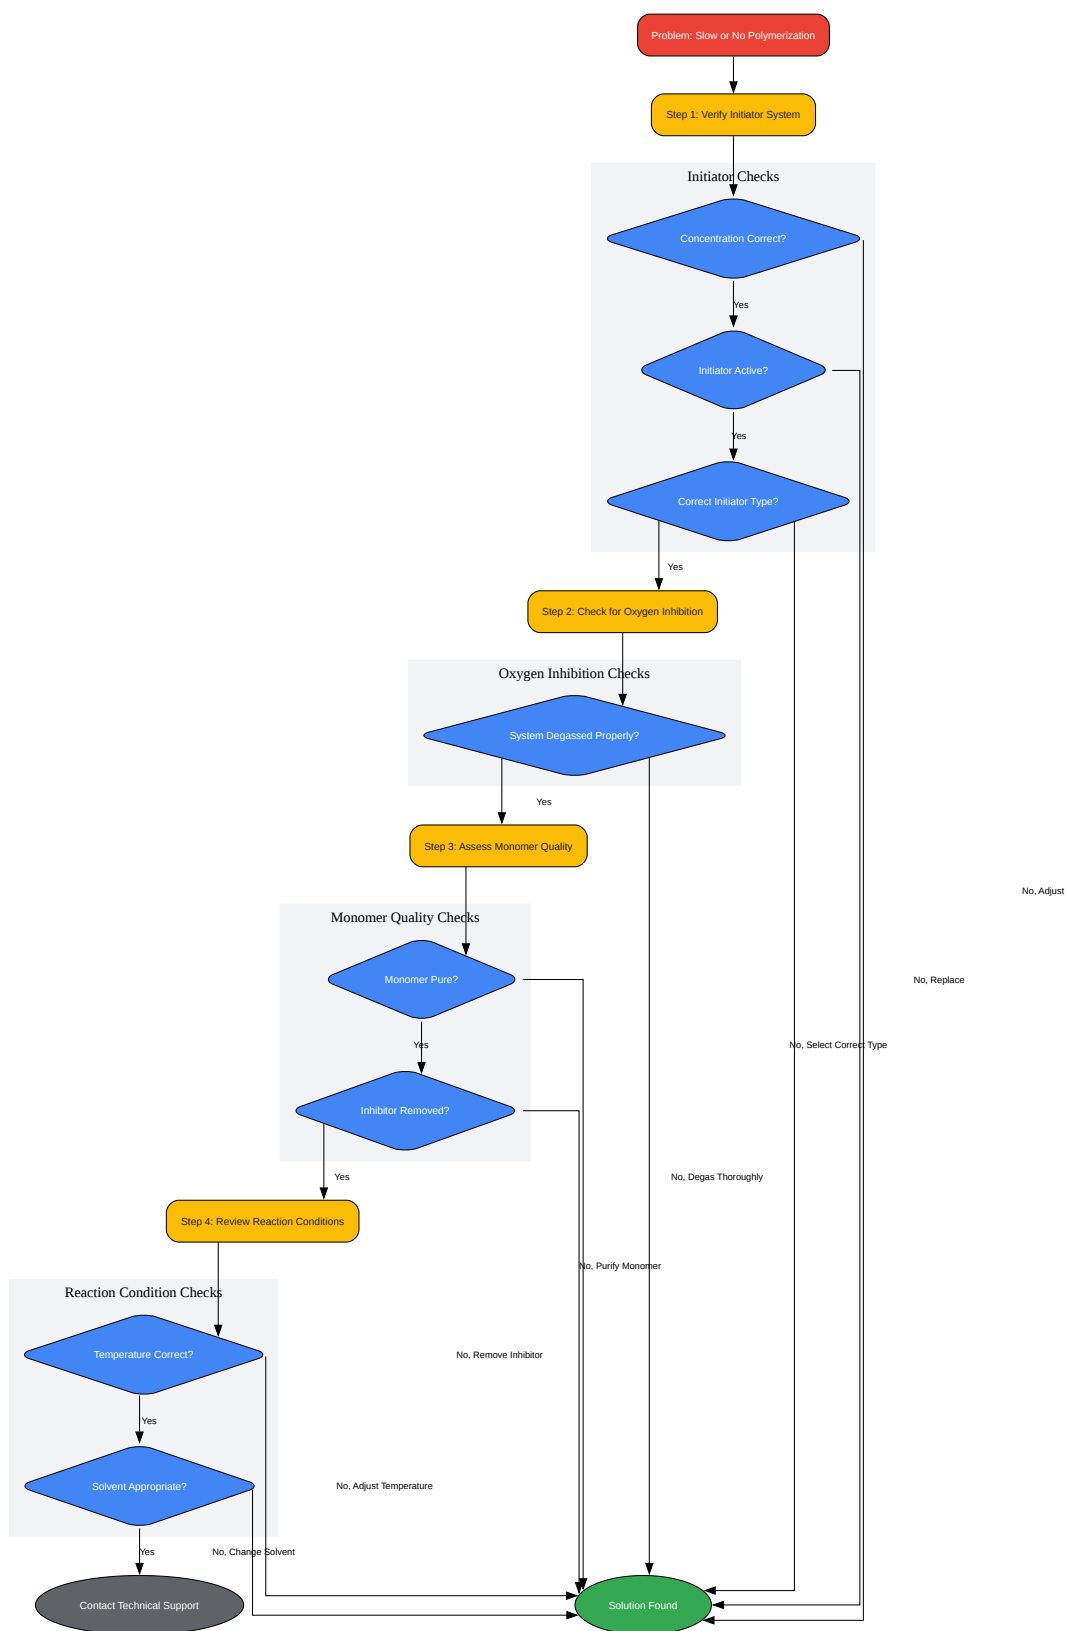 Problem: Slow or No Polymerization
Step 1: Verify Initiator System
Initiator Checks
Concentration Correct?
Yes
Initiator Active?
Yes
Correct Initiator Type?
Yes
Step 2: Check for Oxygen Inhibition
Oxygen Inhibition Checks
System Degassed Properly?
Yes
Step 3: Assess Monomer Quality
No, Adjust
Monomer Quality Checks
Monomer Pure?
No, Replace
Yes
No, Select Correct Type
Inhibitor Removed?
Yes
No, Degas Thoroughly
Step 4: Review Reaction Conditions
No, Purify Monomer
Reaction Condition Checks
Temperature Correct?
No, Remove Inhibitor
Yes
Solvent Appropriate?
No, Adjust Temperature
Yes
No, Change Solvent
Contact Technical Support
Solution Found